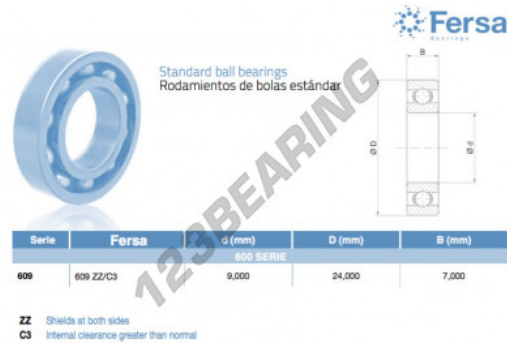 Fersa
Bearings
Standard ball bearings
Rodamientos de bolas estándar
B
Ø D
Ø d
123BEARING
Serie Fersa d (mm) D (mm) B (mm)
600 SERIE
609 609 ZZ/C3 9,000 24,000 7,000
ZZ Shields at both sides
C3 Internal clearance greater than normal